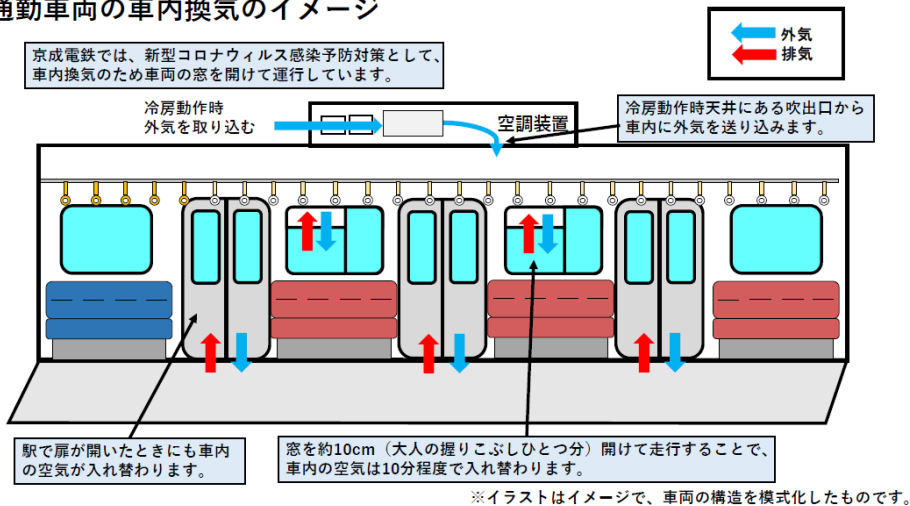 通勤車両の車内換気のイメージ
外気
排気
京成電鉄では、新型コロナウィルス感染予防対策として、
車内換気のため車両の窓を開けて運行しています。
冷房動作時
外気を取り込む
空調装置
冷房動作時天井にある吹出口から
車内に外気を送り込みます。
駅で扉が開いたときにも車内
の空気が入れ替わります。
窓を約10cm（大人の握りこぶしひとつ分）開けて走行することで、
車内の空気は10分程度で入れ替わります。
※イラストはイメージで、車両の構造を模式化したものです。